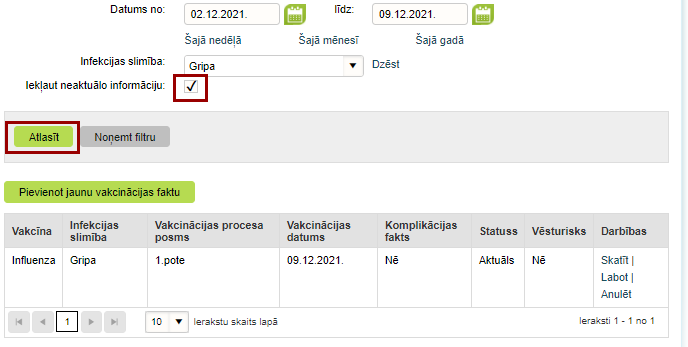 Datums no: 02.12.2021. līdz: 09.12.2021.
Šajā nedēļā Šajā mēnesī Šajā gadā
Infekcijas slimība: Gripa Dzēst
Iekļaut neaktuālo informāciju:
Atlasīt Noņemt filtru
Pievienot jaunu vakcinācijas faktu
Vakcīna Infekcijas slimība Vakcinācijas procesa posms Vakcinācijas datums Komplikācijas fakts Statuss Vēsturisks Darbības
Influenza Gripa 1.pote 09.12.2021. Nē Aktuāls Nē Skatīt |
Labot |
Anulēt
1 10 Ierakstu skaits lapā Ieraksti 1 - 1 no 1